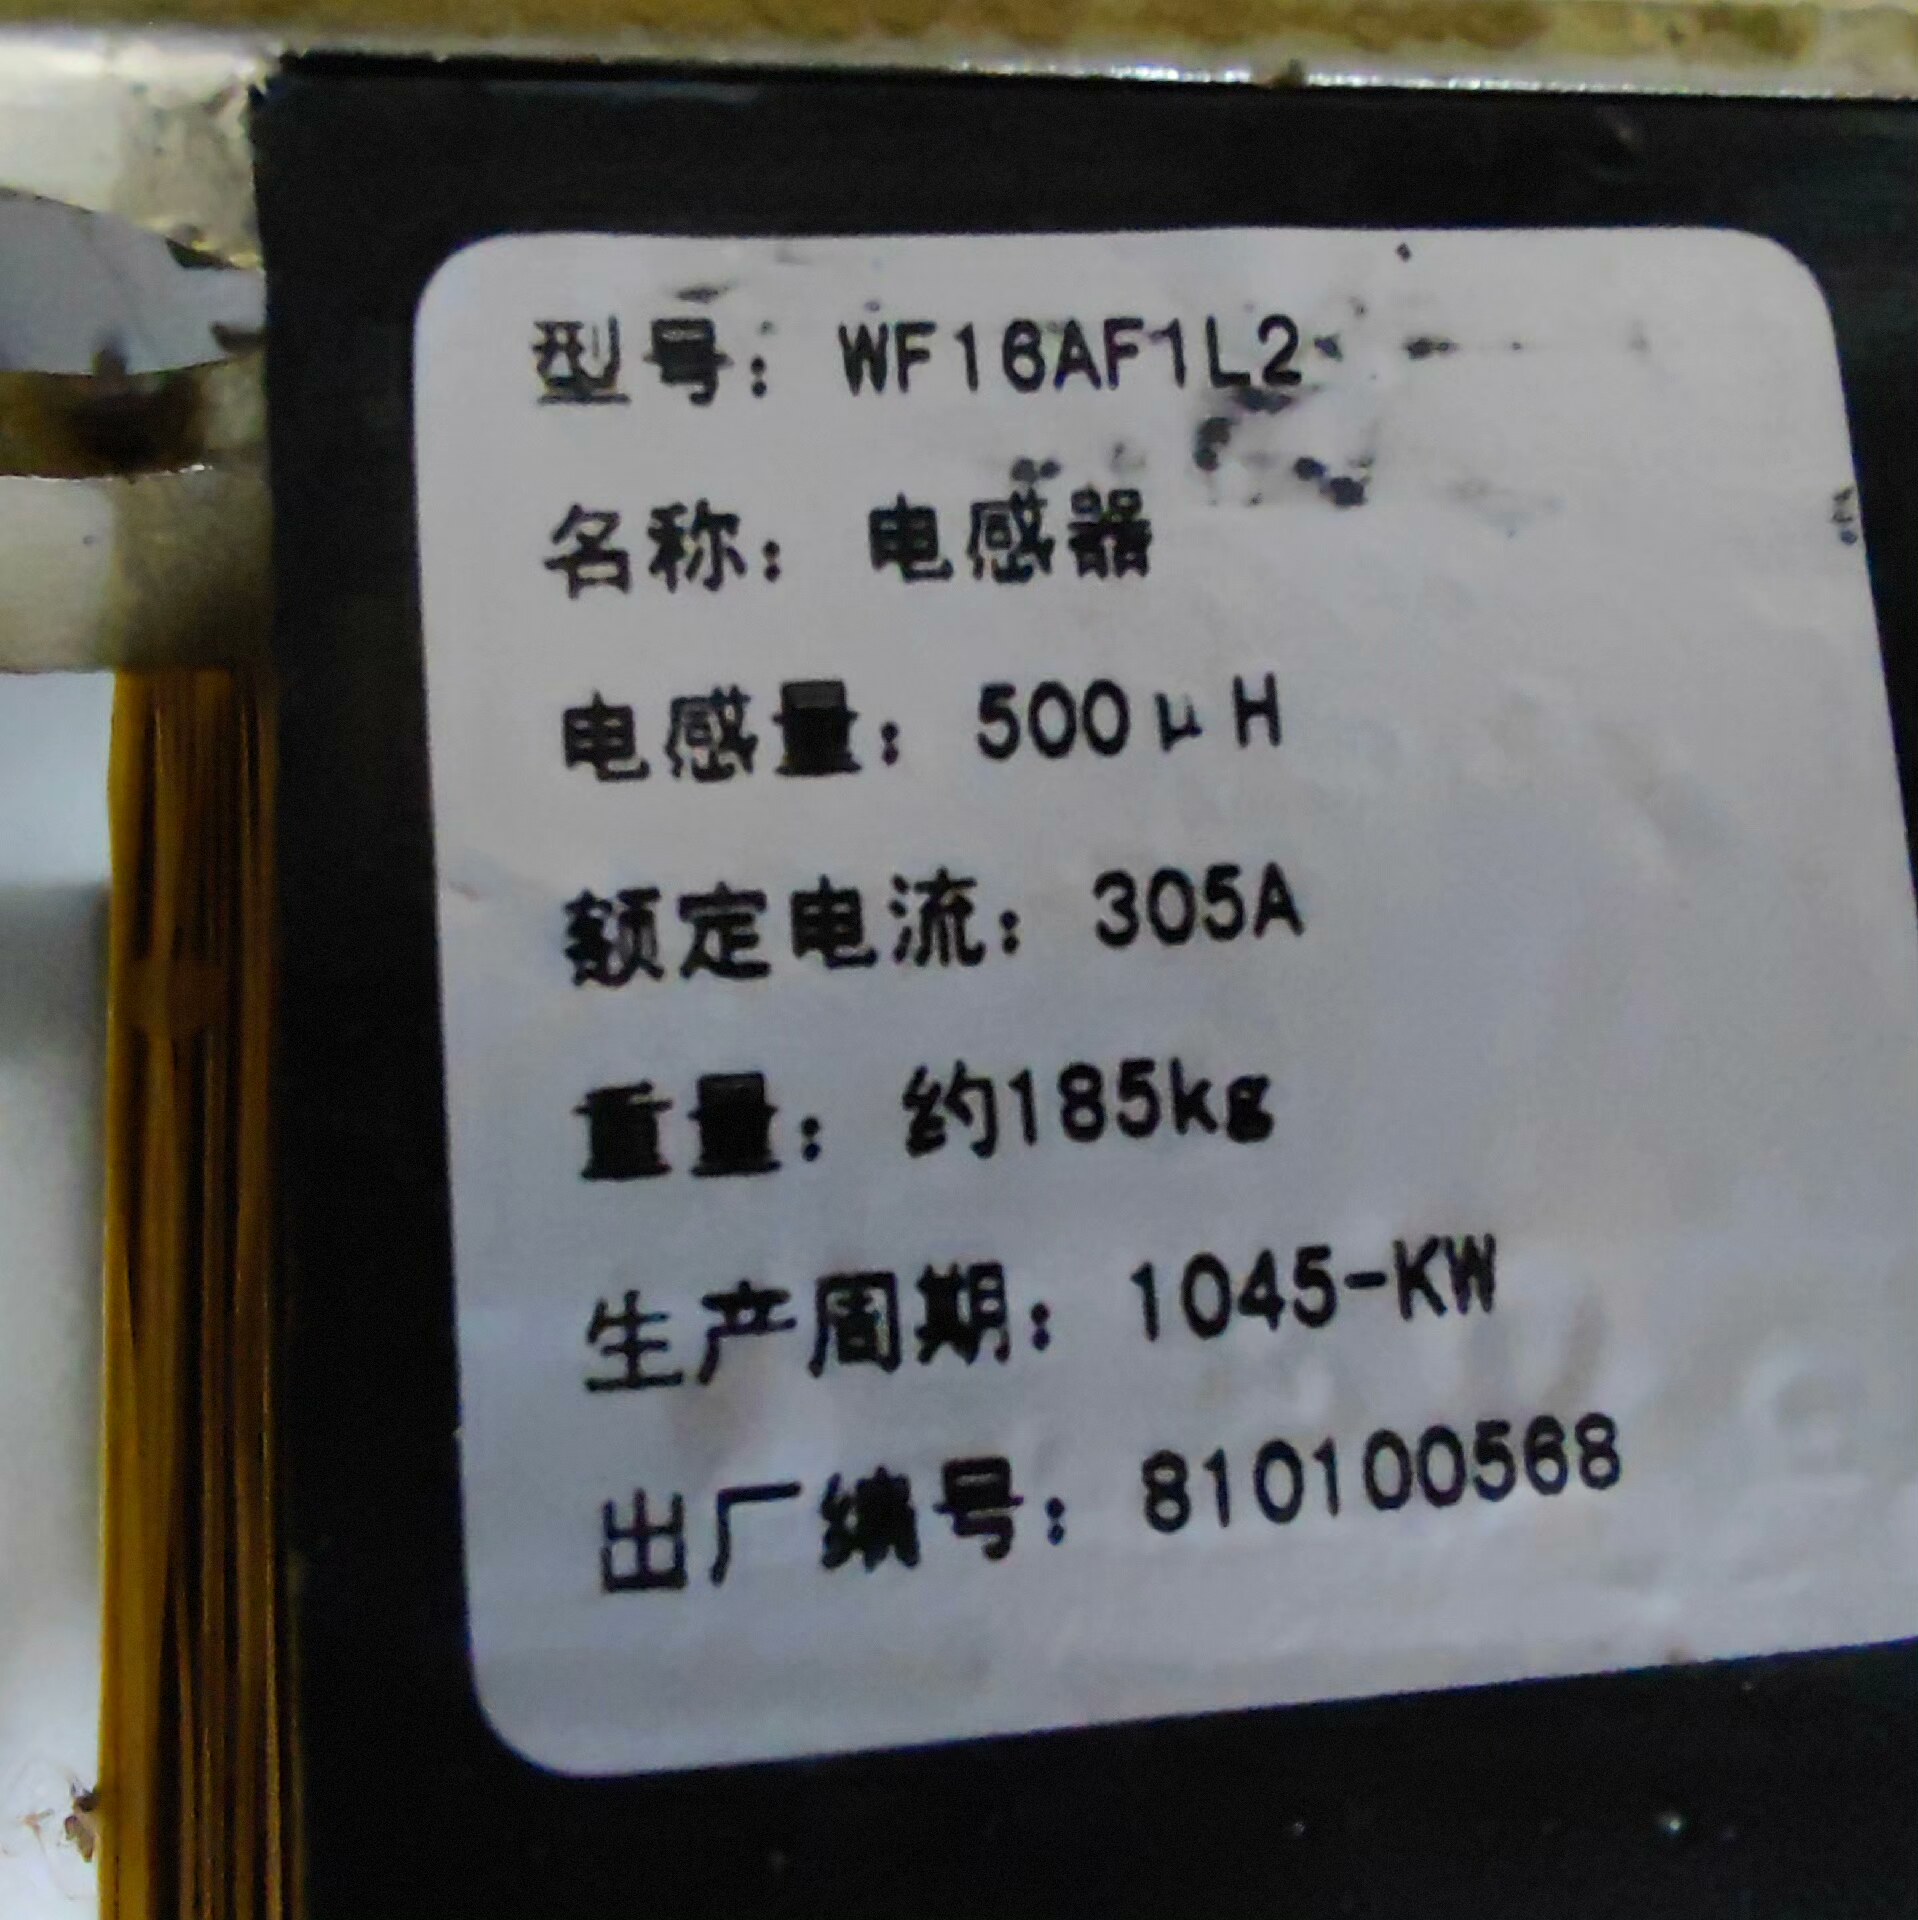 型号：WF16AF1L2
名称：电感器
电感量：500μH
额定电流：305A
重量：约185kg
生产周期：1045-KW
出厂编号：810100568